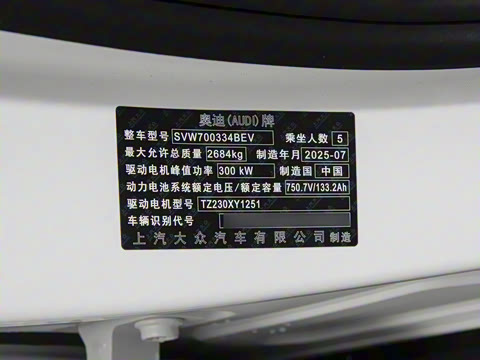 奥迪(AUDI)牌
整车型号 SVW700334BEV 乘坐人数 5
最大允许总质量 2684kg 制造年月 2025-07
驱动电机峰值功率 300 kW 制造国 中国
动力电池系统额定电压/额定容量 750.7V/133.2Ah
驱动电机型号 TZ230XY1251
车辆识别代号
上汽大众汽车有限公司 制造